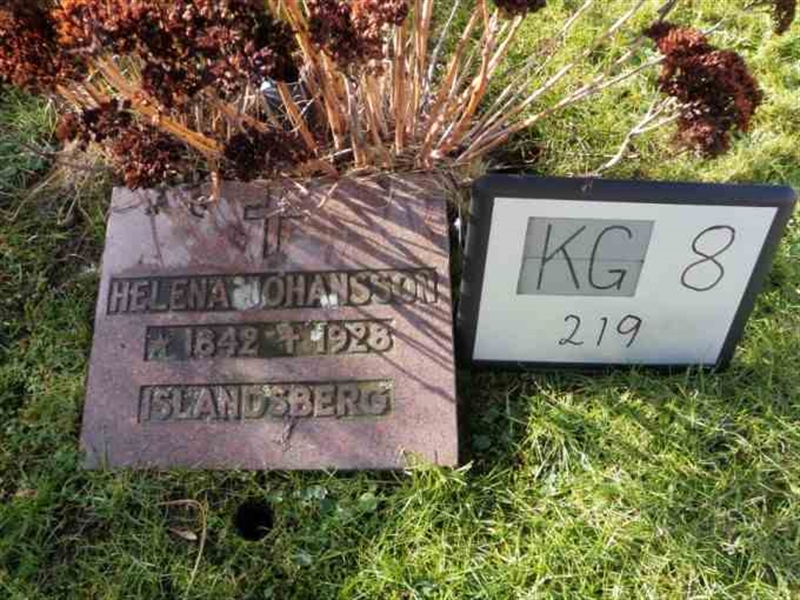 HELENA JOHANSSON
★ 1842 ✝ 1928
ISLANDSBERG
KG 8
219